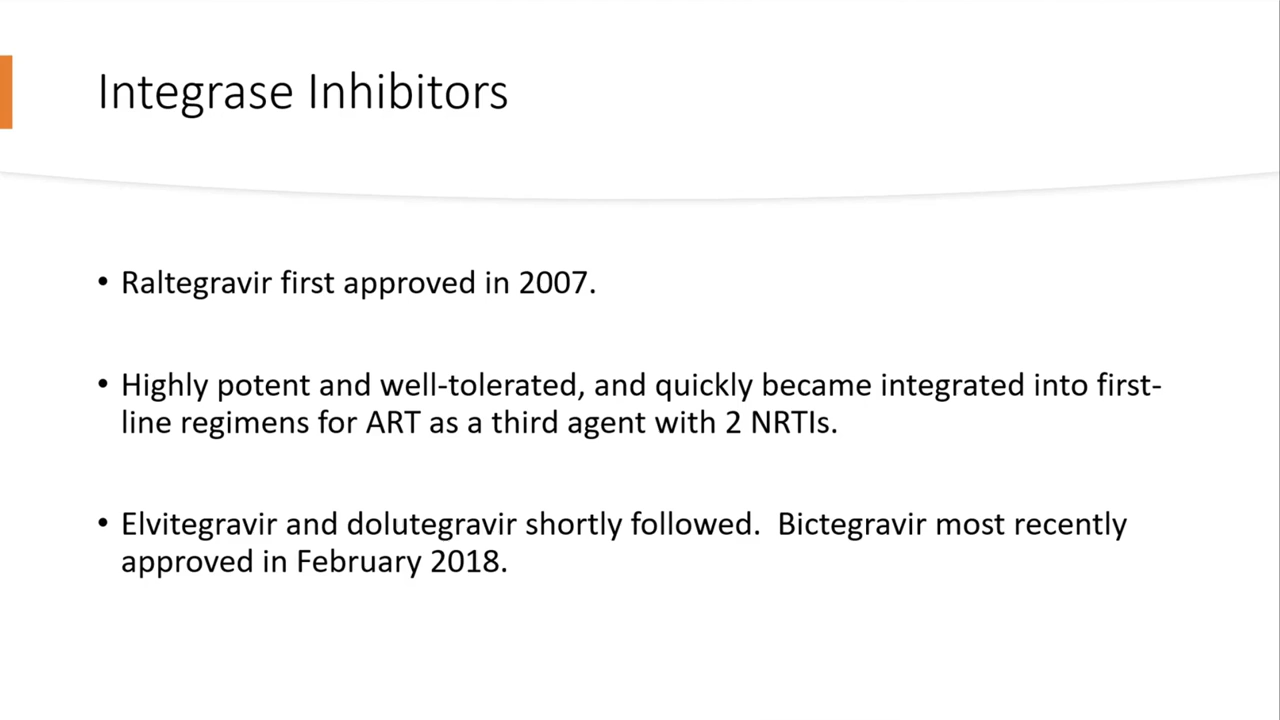 Integrase Inhibitors
• Raltegravir first approved in 2007.
• Highly potent and well-tolerated, and quickly became integrated into first-
line regimens for ART as a third agent with 2 NRTIs.
• Elvitegravir and dolutegravir shortly followed.  Bictegravir most recently
approved in February 2018.